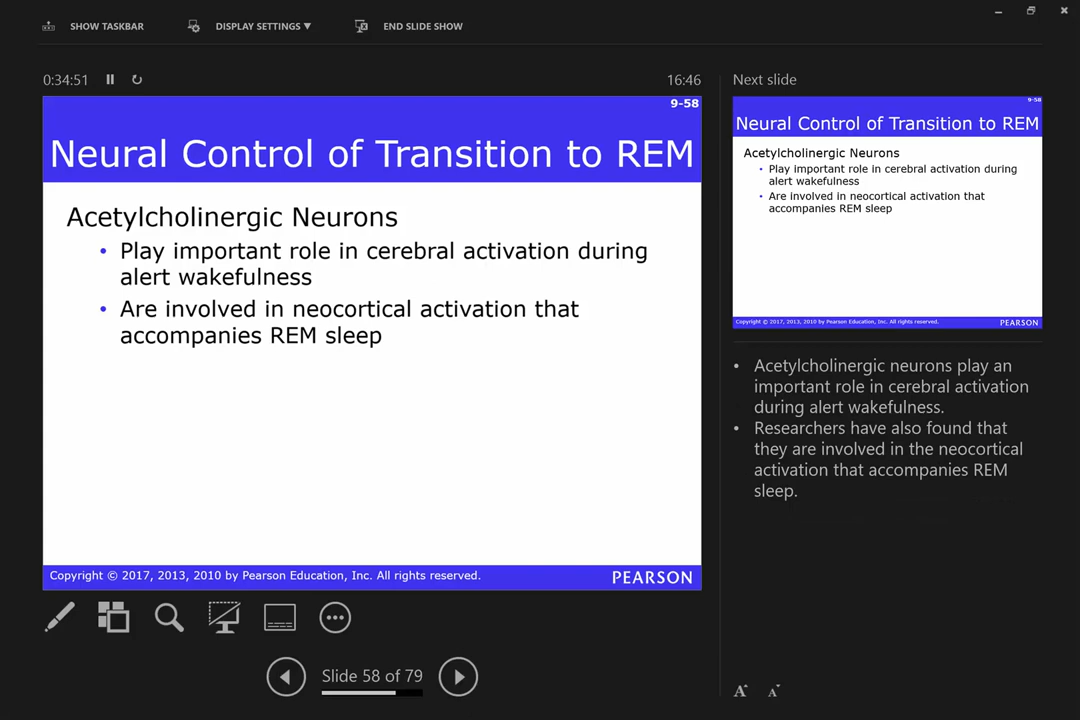 SHOW TASKBAR
DISPLAY SETTINGS ▼
END SLIDE SHOW
0:34:51
16:46
Next slide
9-58
Neural Control of Transition to REM
Acetylcholinergic Neurons
• Play important role in cerebral activation during
alert wakefulness
• Are involved in neocortical activation that
accompanies REM sleep
Copyright © 2017, 2013, 2010 by Pearson Education, Inc. All rights reserved.
PEARSON
9-58
Neural Control of Transition to REM
Acetylcholinergic Neurons
• Play important role in cerebral activation during
alert wakefulness
• Are involved in neocortical activation that
accompanies REM sleep
Copyright © 2017, 2013, 2010 by Pearson Education, Inc. All rights reserved.
PEARSON
• Acetylcholinergic neurons play an
important role in cerebral activation
during alert wakefulness.
• Researchers have also found that
they are involved in the neocortical
activation that accompanies REM
sleep.
Slide 58 of 79
A A